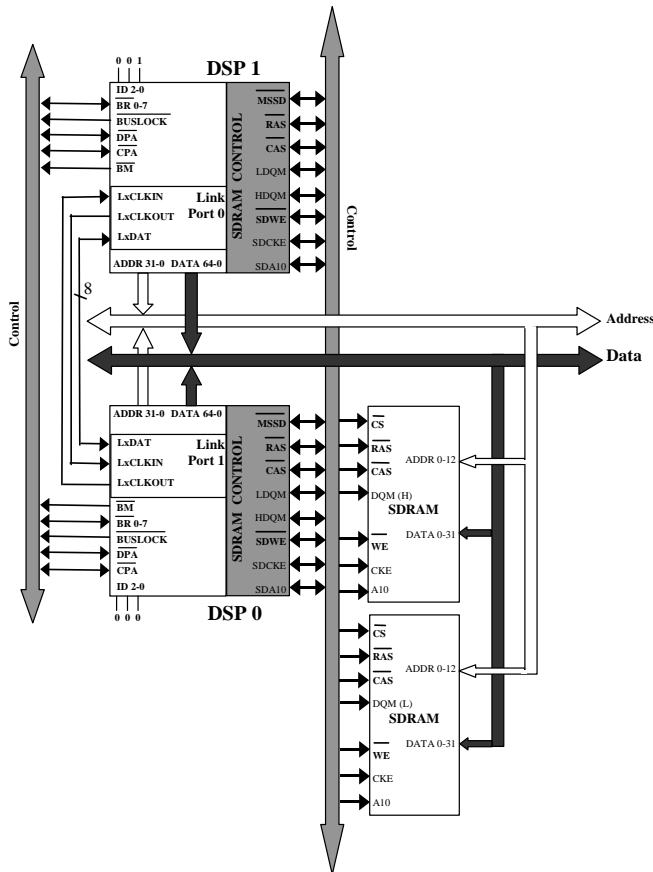 0 0 1
DSP 1
ID 2-0
BR 0-7
BUSLOCK
DPA
CPA
BM
LxCLKIN
LxCLKOUT
LxDAT
Link
Port 0
ADDR 31-0 DATA 64-0
SDRAM CONTROL
MSSD
RAS
CAS
LDQM
HDQM
SDWE
SDCKE
SDA10
Control
Control
8
Address
Data
ADDR 31-0 DATA 64-0
LxDAT
LxCLKIN
LxCLKOUT
Link
Port 1
BM
BR 0-7
BUSLOCK
DPA
CPA
ID 2-0
0 0 0
DSP 0
SDRAM CONTROL
MSSD
RAS
CAS
LDQM
HDQM
SDWE
SDCKE
SDA10
CS
RAS
CAS
DQM (H)
SDRAM
WE
CKE
A10
ADDR 0-12
DATA 0-31
CS
RAS
CAS
DQM (L)
SDRAM
WE
CKE
A10
ADDR 0-12
DATA 0-31